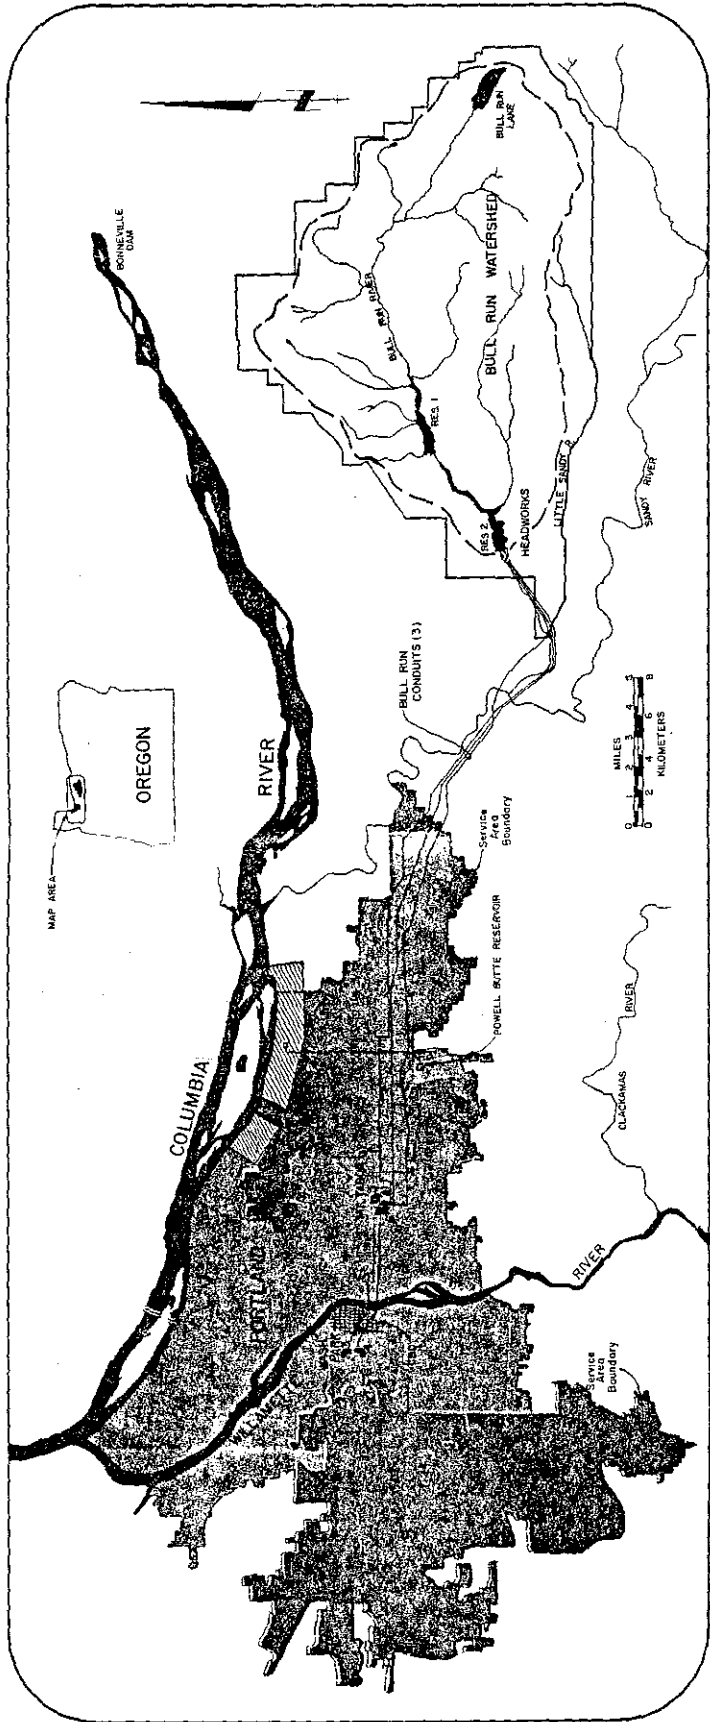 BONNEVILLE
DAM
BULL RUN
LAKE
BULL RUN RIVER
BULL RUN WATERSHED
RES. 1
RES. 2
HEADWORKS
LITTLE SANDY R
SANDY RIVER
BULL RUN
CONDUITS (3)
MAP AREA
OREGON
COLUMBIA
RIVER
Service
Area
Boundary
POWELL BUTTE RESERVOIR
MILES
0 1 2 3 4 5
0 2 4 6 8
KILOMETERS
CLACKAMAS
RIVER
PORTLAND
WILLAMETTE
RIVER
Service
Area
Boundary